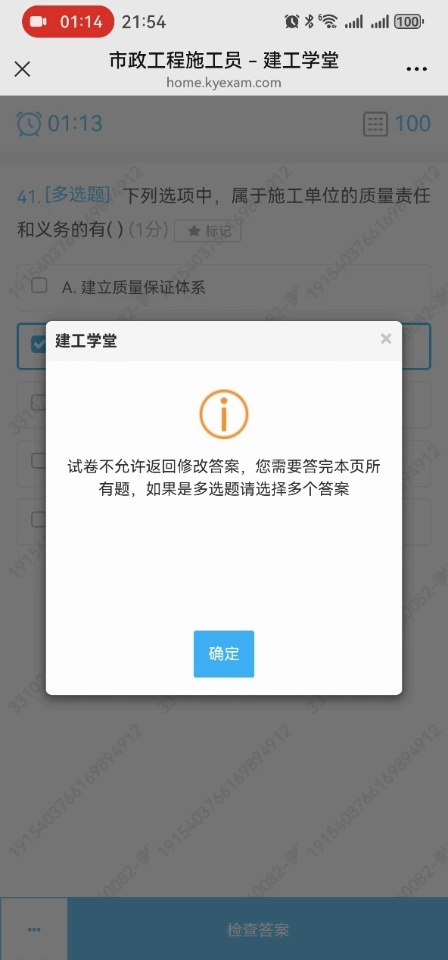 01:14 21:54 100
市政工程施工员 – 建工学堂
home.kyexam.com
01:13 100
41. [多选题] 下列选项中，属于施工单位的质量责任
和义务的有( ) (1分) ★ 标记
A. 建立质量保证体系
建工学堂
试卷不允许返回修改答案，您需要答完本页所
有题，如果是多选题请选择多个答案
确定
检查答案